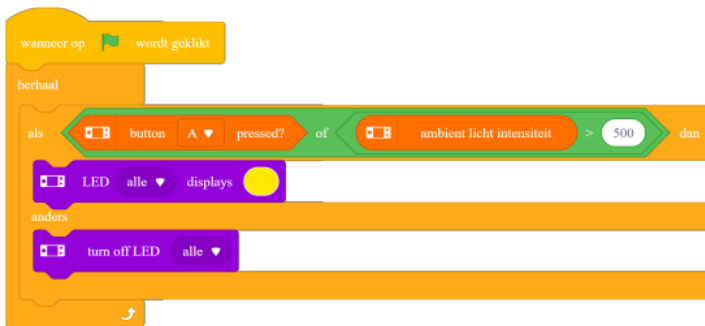 wanneer op wordt geklikt
herhaal
als button A pressed? of ambient licht intensiteit > 500 dan
LED alle displays
anders
turn off LED alle